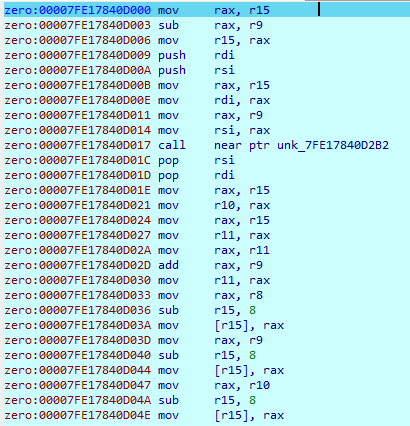 zero:00007FE17840D000 mov rax, r15
zero:00007FE17840D003 sub rax, r9
zero:00007FE17840D006 mov r15, rax
zero:00007FE17840D009 push rdi
zero:00007FE17840D00A push rsi
zero:00007FE17840D00B mov rax, r15
zero:00007FE17840D00E mov rdi, rax
zero:00007FE17840D011 mov rax, r9
zero:00007FE17840D014 mov rsi, rax
zero:00007FE17840D017 call near ptr unk_7FE17840D2B2
zero:00007FE17840D01C pop rsi
zero:00007FE17840D01D pop rdi
zero:00007FE17840D01E mov rax, r15
zero:00007FE17840D021 mov r10, rax
zero:00007FE17840D024 mov rax, r15
zero:00007FE17840D027 mov r11, rax
zero:00007FE17840D02A mov rax, r11
zero:00007FE17840D02D add rax, r9
zero:00007FE17840D030 mov r11, rax
zero:00007FE17840D033 mov rax, r8
zero:00007FE17840D036 sub r15, 8
zero:00007FE17840D03A mov [r15], rax
zero:00007FE17840D03D mov rax, r9
zero:00007FE17840D040 sub r15, 8
zero:00007FE17840D044 mov [r15], rax
zero:00007FE17840D047 mov rax, r10
zero:00007FE17840D04A sub r15, 8
zero:00007FE17840D04E mov [r15], rax